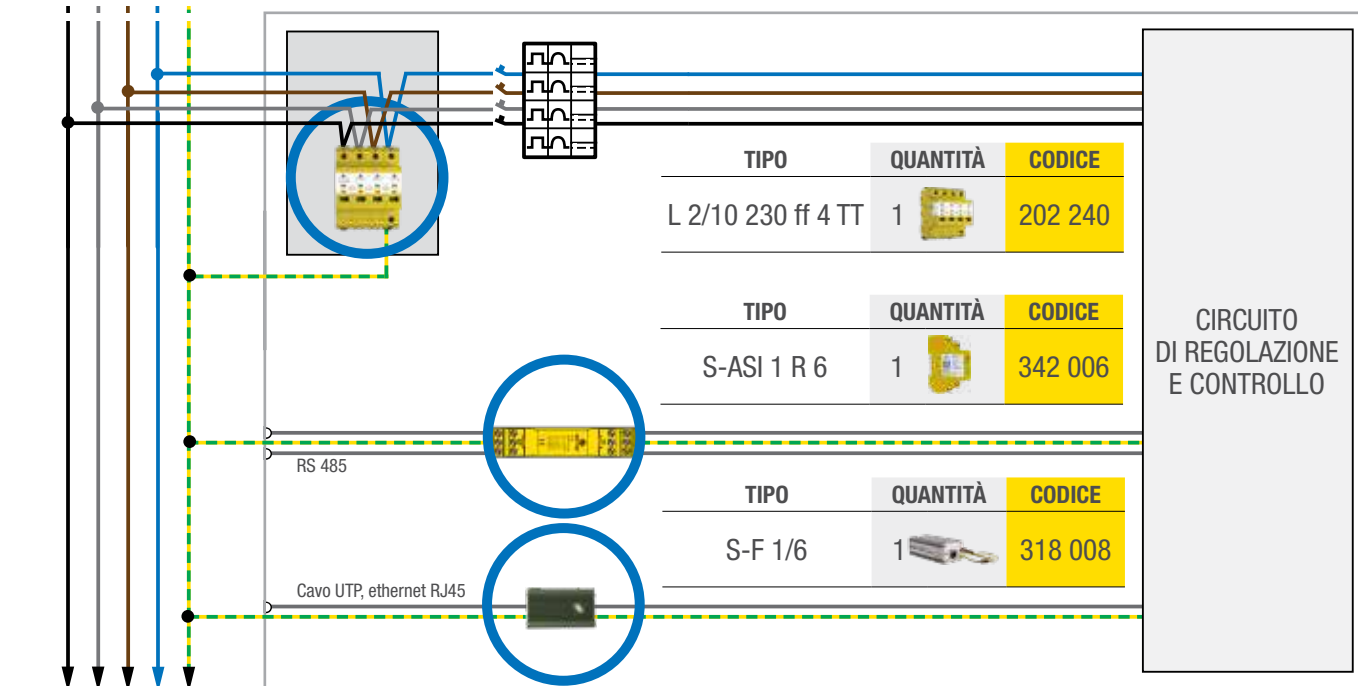 TIPO QUANTITÀ CODICE
L 2/10 230 ff 4 TT 1 202 240
TIPO QUANTITÀ CODICE
S-ASI 1 R 6 1 342 006
CIRCUITO
DI REGOLAZIONE
E CONTROLLO
RS 485
TIPO QUANTITÀ CODICE
S-F 1/6 1 318 008
Cavo UTP, ethernet RJ45